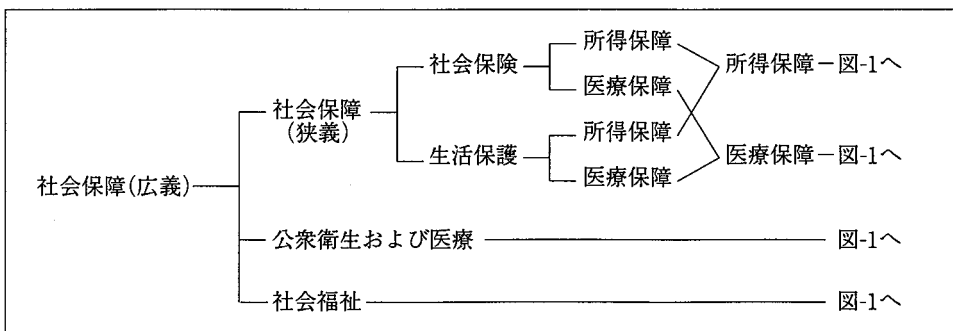 社会保障(広義)
社会保障
(狭義)
社会保険
所得保障
医療保障
生活保護
所得保障
医療保障
所得保障－図-1へ
医療保障－図-1へ
公衆衛生および医療
図-1へ
社会福祉
図-1へ